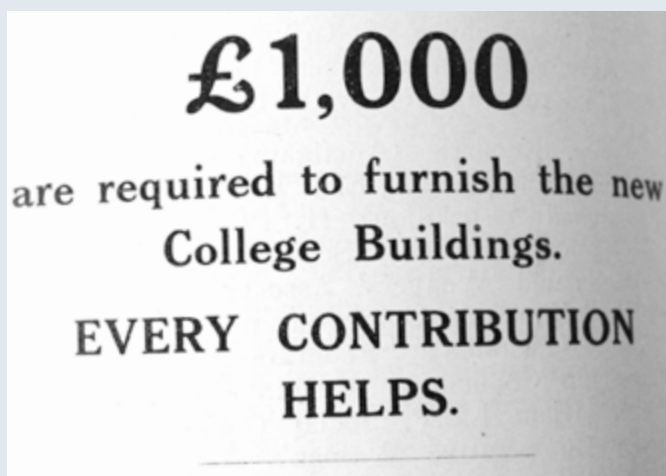 £1,000
are required to furnish the new
College Buildings.
EVERY CONTRIBUTION
HELPS.